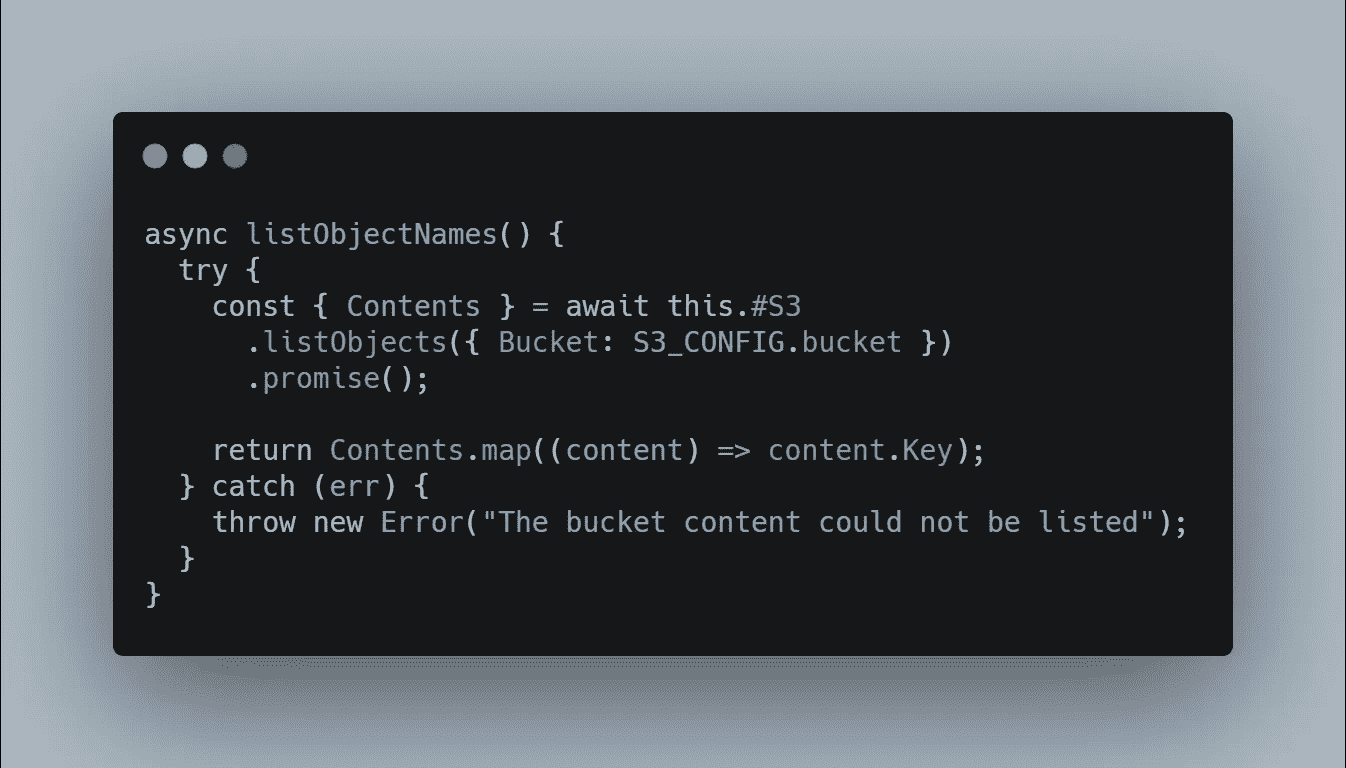 async listObjectNames() {
  try {
    const { Contents } = await this.#S3
      .listObjects({ Bucket: S3_CONFIG.bucket })
      .promise();

    return Contents.map((content) => content.Key);
  } catch (err) {
    throw new Error("The bucket content could not be listed");
  }
}